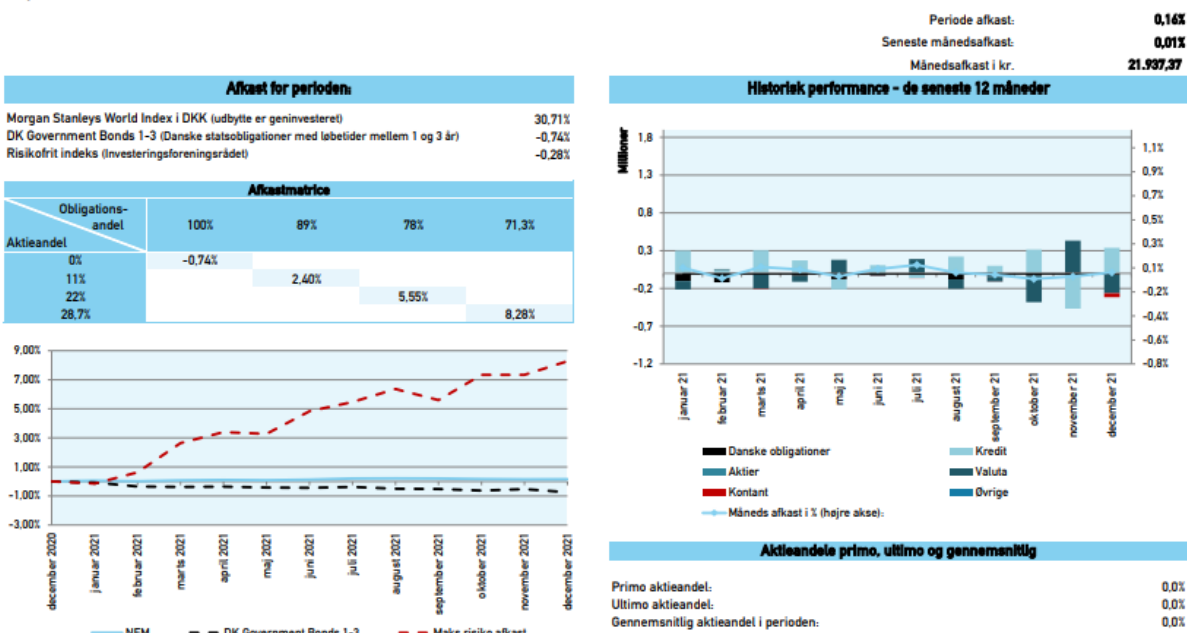 Periode afkast: 0,16%
Seneste månedsafkast: 0,01%
Månedsafkast i kr. 21.937,37
Afkast for perioden:
Morgan Stanleys World Index i DKK (udbytte er geninvesteret) 30,71%
DK Government Bonds 1-3 (Danske statsobligationer med løbetider mellem 1 og 3 år) -0,74%
Risikofrit indeks (Investeringsforeningsrådet) -0,28%
Afkastmatrice
Obligations-
andel 100% 89% 78% 71,3%
Aktieandel
0% -0,74%
11% 2,40%
22% 5,55%
28,7% 8,28%
9,00%
7,00%
5,00%
3,00%
1,00%
-1,00%
-3,00%
december 2020
januar 2021
februar 2021
marts 2021
april 2021
maj 2021
juni 2021
juli 2021
august 2021
september 2021
oktober 2021
november 2021
december 2021
NEM DK Government Bonds 1-3 Maks risiko afkast
Historisk performance - de seneste 12 måneder
Millioner
1,8
1,3
0,8
0,3
-0,2
-0,7
-1,2
1,1%
0,9%
0,7%
0,5%
0,3%
0,1%
-0,2%
-0,4%
-0,6%
-0,8%
januar 21
februar 21
marts 21
april 21
maj 21
juni 21
juli 21
august 21
september 21
oktober 21
november 21
december 21
Danske obligationer Kredit
Aktier Valuta
Kontant Øvrige
Måneds afkast i % (højre akse):
Aktieandele primo, ultimo og gennemsnitlig
Primo aktieandel: 0,0%
Ultimo aktieandel: 0,0%
Gennemsnitlig aktieandel i perioden: 0,0%